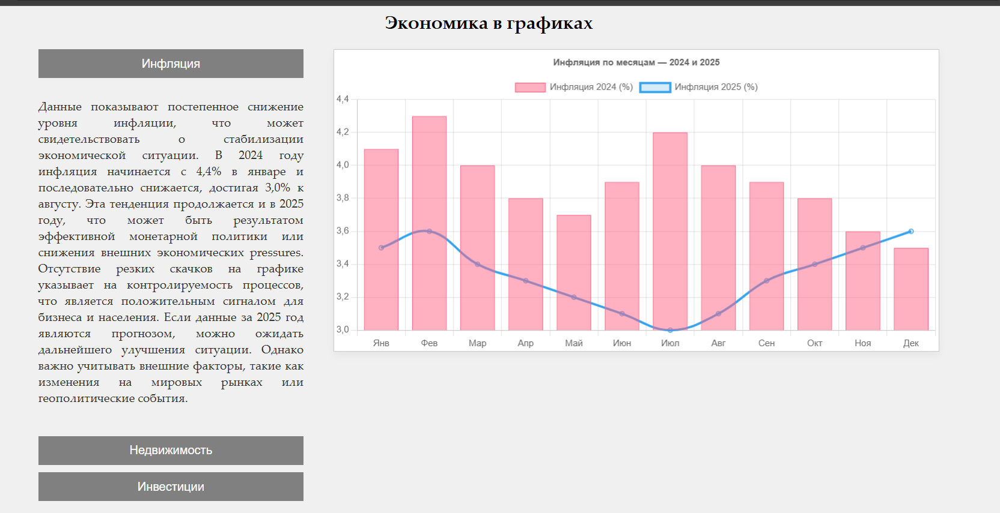 Экономика в графиках
Инфляция
Данные показывают постепенное снижение
уровня инфляции, что может
свидетельствовать о стабилизации
экономической ситуации. В 2024 году
инфляция начинается с 4,4% в январе и
последовательно снижается, достигая 3,0% к
августу. Эта тенденция продолжается и в 2025
году, что может быть результатом
эффективной монетарной политики или
снижения внешних экономических pressures.
Отсутствие резких скачков на графике
указывает на контролируемость процессов,
что является положительным сигналом для
бизнеса и населения. Если данные за 2025 год
являются прогнозом, можно ожидать
дальнейшего улучшения ситуации. Однако
важно учитывать внешние факторы, такие как
изменения на мировых рынках или
геополитические события.
Недвижимость
Инвестиции
Инфляция по месяцам — 2024 и 2025
Инфляция 2024 (%) Инфляция 2025 (%)
4,4
4,2
4,0
3,8
3,6
3,4
3,2
3,0
Янв Фев Мар Апр Май Июн Июл Авг Сен Окт Ноя Дек